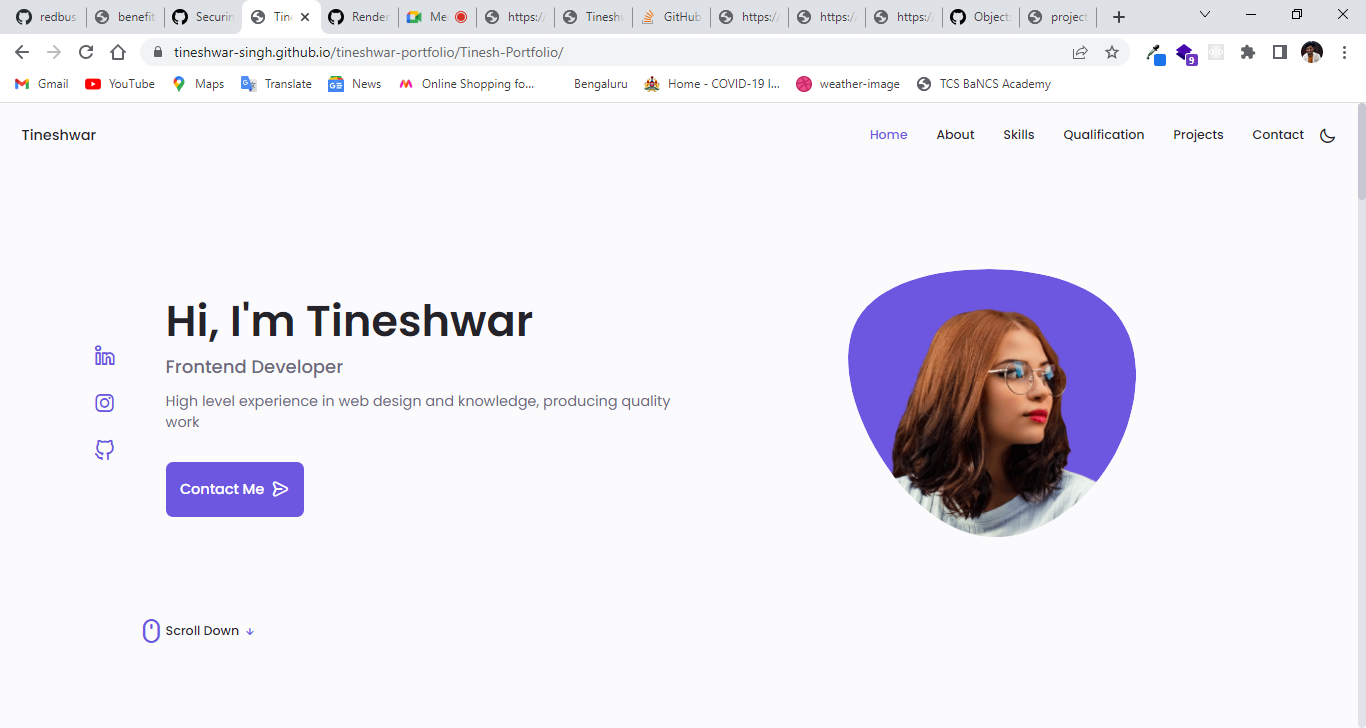 redbus
benefit
Securin
Tin
Render
Me
https:/
Tineshw
GitHub
https:/
https:/
https:/
Object
project
tineshwar-singh.github.io/tineshwar-portfolio/Tinesh-Portfolio/
9
Gmail
YouTube
Maps
Translate
News
Online Shopping fo...
Bengaluru
Home - COVID-19 I...
weather-image
TCS BaNCS Academy
Tineshwar
Home
About
Skills
Qualification
Projects
Contact
Hi, I'm Tineshwar
Frontend Developer
High level experience in web design and knowledge, producing quality
work
Contact Me
Scroll Down